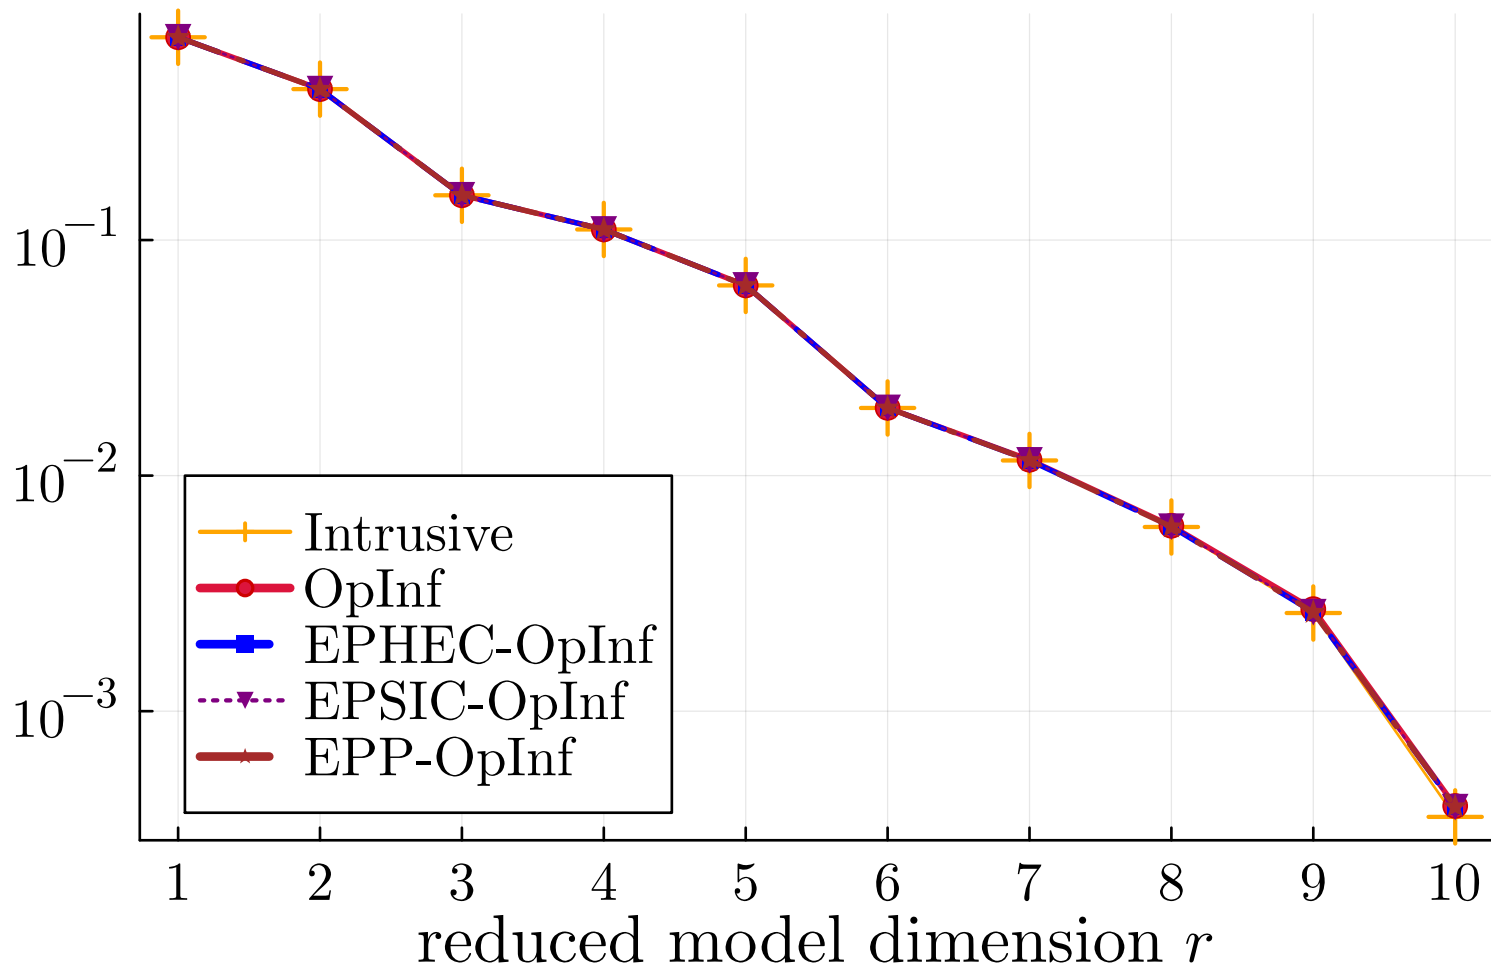 10⁻¹
10⁻²
10⁻³
Intrusive
OpInf
EPHEC-OpInf
EPSIC-OpInf
EPP-OpInf
1 2 3 4 5 6 7 8 9 10
reduced model dimension r